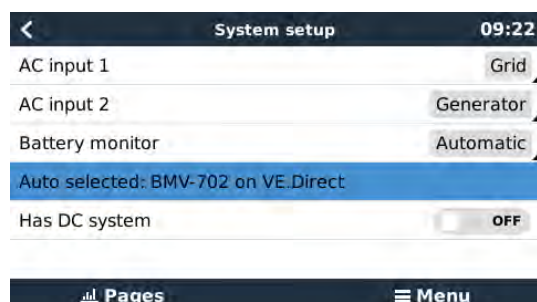 System setup 09:22
AC input 1 Grid
AC input 2 Generator
Battery monitor Automatic
Auto selected: BMV-702 on VE.Direct
Has DC system OFF
Pages Menu